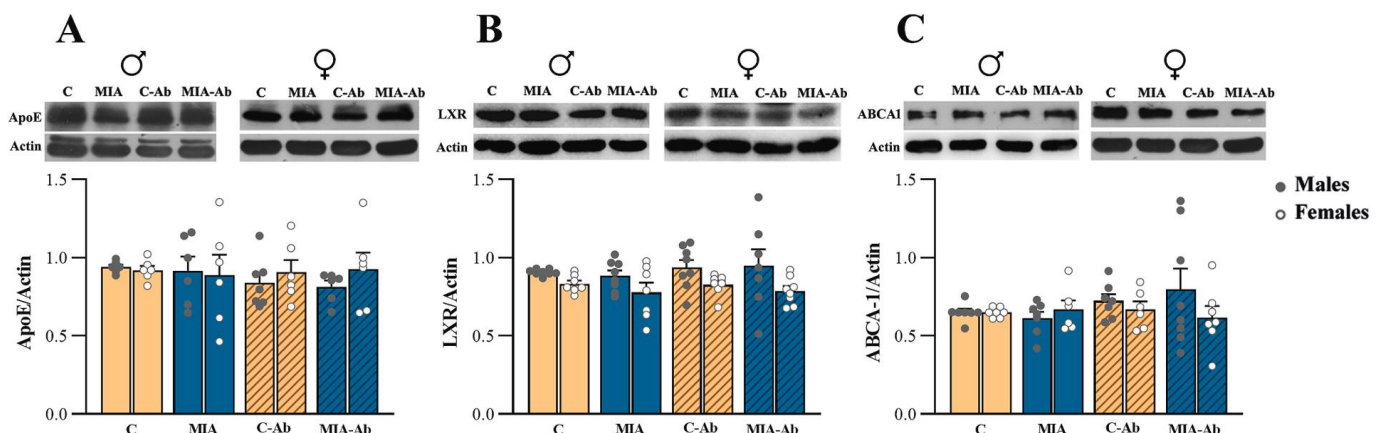 A
♂ ♀
C MIA C-Ab MIA-Ab C MIA C-Ab MIA-Ab
ApoE
Actin
1.5
1.0
0.5
0.0
ApoE/Actin
C MIA C-Ab MIA-Ab
B
♂ ♀
C MIA C-Ab MIA-Ab C MIA C-Ab MIA-Ab
LXR
Actin
1.5
1.0
0.5
0.0
LXR/Actin
C MIA C-Ab MIA-Ab
C
♂ ♀
C MIA C-Ab MIA-Ab C MIA C-Ab MIA-Ab
ABCA1
Actin
1.5
1.0
0.5
0.0
ABCA-1/Actin
C MIA C-Ab MIA-Ab
Males
Females